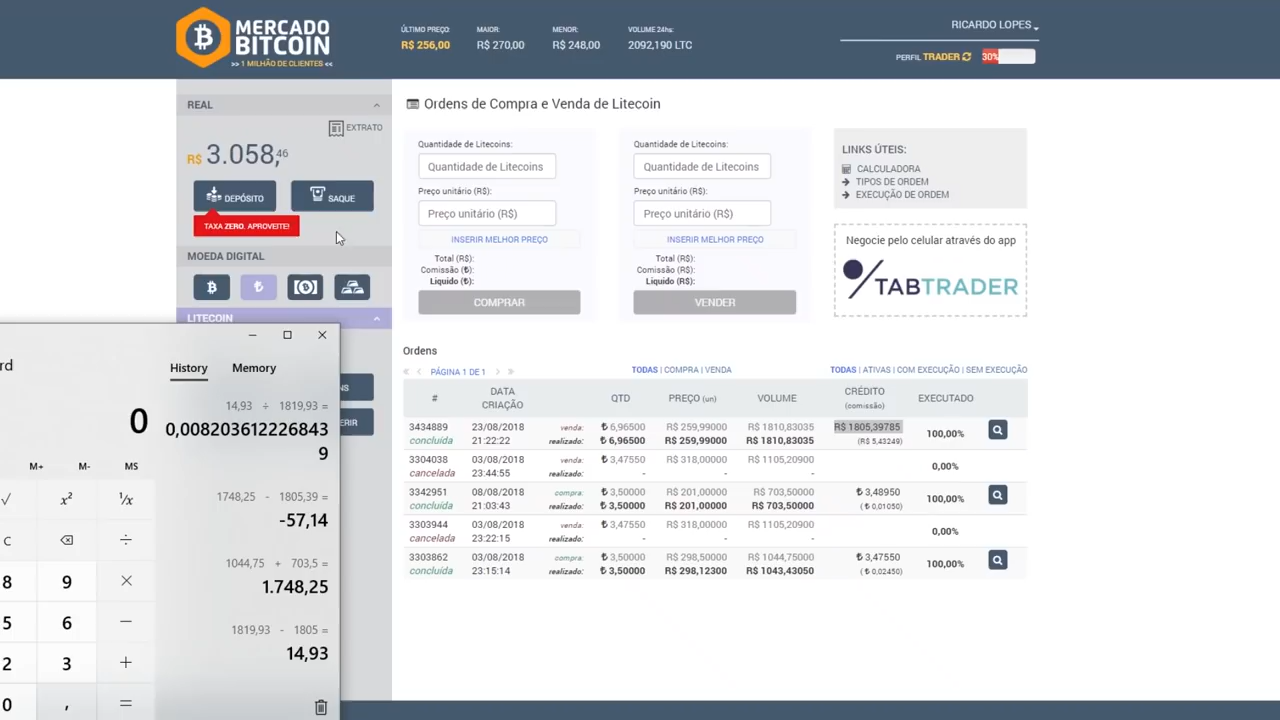 MERCADO
BITCOIN
>> 1 MILHÃO DE CLIENTES <<
ÚLTIMO PREÇO: MAIOR: MENOR: VOLUME 24hs:
R$ 256,00 R$ 270,00 R$ 248,00 2092,190 LTC
RICARDO LOPES
PERFIL TRADER 30%
REAL
EXTRATO
R$ 3.058,46
DEPÓSITO SAQUE
TAXA ZERO, APROVEITE!
MOEDA DIGITAL
LITECOIN
NS
ERIR
Ordens de Compra e Venda de Litecoin
Quantidade de Litecoins:
Quantidade de Litecoins
Preço unitário (R$):
Preço unitário (R$)
INSERIR MELHOR PREÇO
Total (R$):
Comissão (Ł):
Liquido (Ł):
COMPRAR
Quantidade de Litecoins:
Quantidade de Litecoins
Preço unitário (R$):
Preço unitário (R$)
INSERIR MELHOR PREÇO
Total (R$):
Comissão (R$):
Liquido (R$):
VENDER
LINKS ÚTEIS:
CALCULADORA
TIPOS DE ORDEM
EXECUÇÃO DE ORDEM
Negocie pelo celular através do app
TABTRADER
Ordens
« ‹ PÁGINA 1 DE 1 › » TODAS | COMPRA | VENDA TODAS | ATIVAS | COM EXECUÇÃO | SEM EXECUÇÃO
# DATA CRIAÇÃO QTD PREÇO (un) VOLUME CRÉDITO (comissão) EXECUTADO
3434889 23/08/2018 venda: Ł 6,96500 R$ 259,99000 R$ 1810,83035 R$ 1805,39785 100,00%
concluída 21:22:22 realizado: Ł 6,96500 R$ 259,99000 R$ 1810,83035 (R$ 5,43249)
3304038 03/08/2018 venda: Ł 3,47550 R$ 318,00000 R$ 1105,20900 0,00%
cancelada 23:44:55 realizado: - - -
3342951 08/08/2018 compra: Ł 3,50000 R$ 201,00000 R$ 703,50000 Ł 3,48950 100,00%
concluída 21:03:43 realizado: Ł 3,50000 R$ 201,00000 R$ 703,50000 (Ł 0,01050)
3303944 03/08/2018 venda: Ł 3,47550 R$ 318,00000 R$ 1105,20900 0,00%
cancelada 23:22:15 realizado: - - -
3303862 03/08/2018 compra: Ł 3,50000 R$ 298,50000 R$ 1044,75000 Ł 3,47550 100,00%
concluída 23:15:14 realizado: Ł 3,50000 R$ 298,12300 R$ 1043,43050 (Ł 0,02450)
rd
0
M+ M- MS
√ x² ¹/x
C ÷
8 9 ×
5 6 −
2 3 +
0 , =
History Memory
14,93 ÷ 1819,93 =
0,008203612226843
9
1748,25 - 1805,39 =
-57,14
1044,75 + 703,5 =
1.748,25
1819,93 - 1805 =
14,93